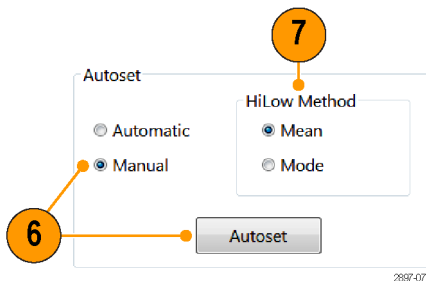 7
Autoset
HiLow Method
Automatic
Mean
Manual
Mode
6
Autoset
2897-07